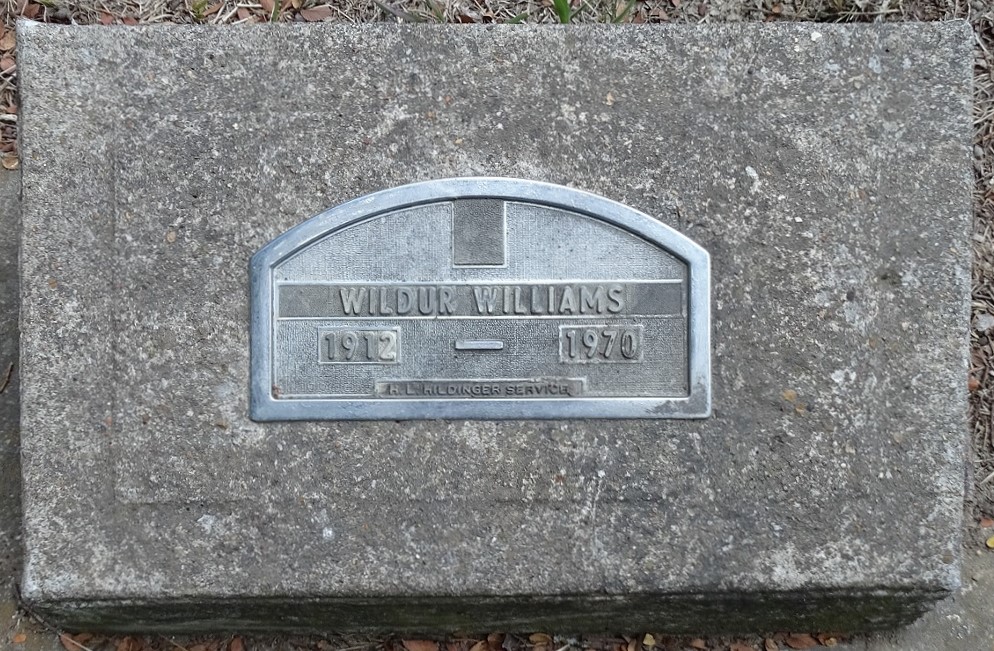 WILDUR WILLIAMS
1912 — 1970
H. L. HILDINGER SERVICE